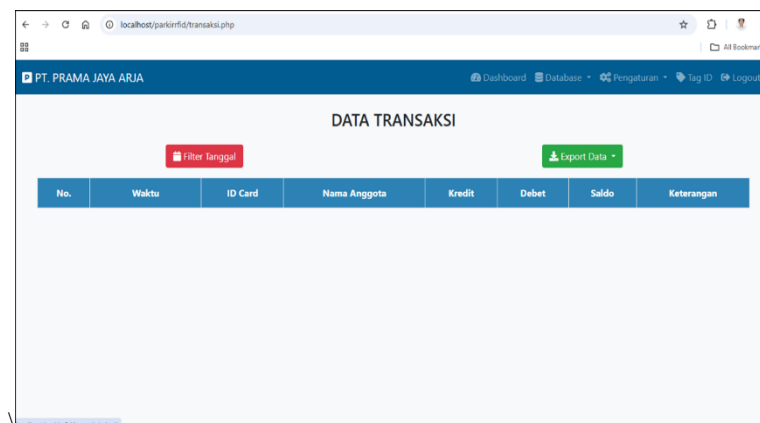 localhost/parkirrfid/transaksi.php
All Bookmar
P PT. PRAMA JAYA ARJA Dashboard Database Pengaturan Tag ID Logout
DATA TRANSAKSI
Filter Tanggal Export Data
No. Waktu ID Card Nama Anggota Kredit Debet Saldo Keterangan
\